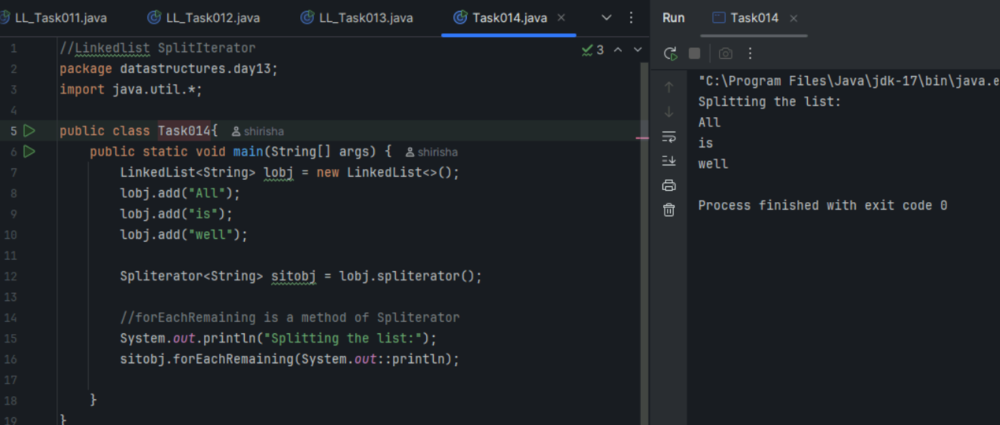 LL_Task011.java LL_Task012.java LL_Task013.java Task014.java
Run Task014
1 //Linkedlist SplitIterator
2 package datastructures.day13;
3 import java.util.*;
4
5 public class Task014{ shirisha
6 public static void main(String[] args) { shirisha
7 LinkedList<String> lobj = new LinkedList<>();
8 lobj.add("All");
9 lobj.add("is");
10 lobj.add("well");
11
12 Spliterator<String> sitobj = lobj.spliterator();
13
14 //forEachRemaining is a method of Spliterator
15 System.out.println("Splitting the list:");
16 sitobj.forEachRemaining(System.out::println);
17
18 }
19 }
3
"C:\Program Files\Java\jdk-17\bin\java.e
Splitting the list:
All
is
well
Process finished with exit code 0